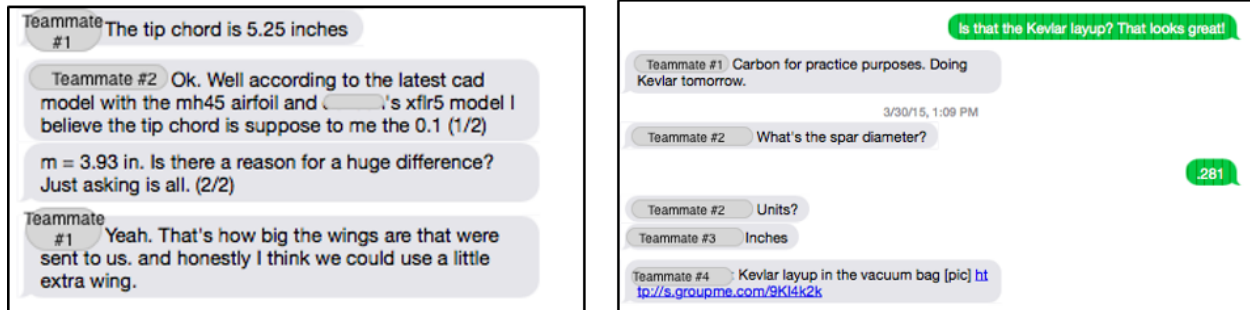 Teammate #1 The tip chord is 5.25 inches
Teammate #2 Ok. Well according to the latest cad
model with the mh45 airfoil and 's xflr5 model I
believe the tip chord is suppose to me the 0.1 (1/2)
m = 3.93 in. Is there a reason for a huge difference?
Just asking is all. (2/2)
Teammate #1 Yeah. That's how big the wings are that were
sent to us. and honestly I think we could use a little
extra wing.
Is that the Kevlar layup? That looks great!
Teammate #1 Carbon for practice purposes. Doing
Kevlar tomorrow.
3/30/15, 1:09 PM
Teammate #2 What's the spar diameter?
.281
Teammate #2 Units?
Teammate #3 Inches
Teammate #4 : Kevlar layup in the vacuum bag [pic] ht
tp://s.groupme.com/9KI4k2k